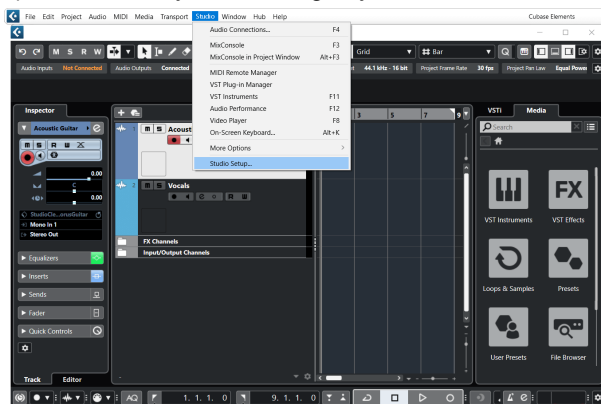 File Edit Project Audio MIDI Media Transport Studio Window Hub Help
Cubase Elements
M S R W
Grid
Bar
Audio Inputs Not Connected Audio Outputs Connected
44.1 kHz - 16 bit Project Frame Rate 30 fps Project Pan Law Equal Power
Audio Connections... F4
MixConsole F3
MixConsole in Project Window Alt+F3
MIDI Remote Manager
VST Plug-in Manager
VST Instruments F11
Audio Performance F12
Video Player F8
On-Screen Keyboard... Alt+K
More Options
Studio Setup...
Inspector
Acoustic Guitar
M S R W
0.00
C
0.00
Mono In 1
Stereo Out
Equalizers
Inserts
Sends
Fader
Quick Controls
Track Editor
1 M S Acoust
2 M S Vocals
R W
FX Channels
Input/Output Channels
3 5 7 9
VSTi Media
Search
VST Instruments
FX
VST Effects
Loops & Samples
Presets
User Presets
File Browser
AQ
1. 1. 1. 0
9. 1. 1. 0